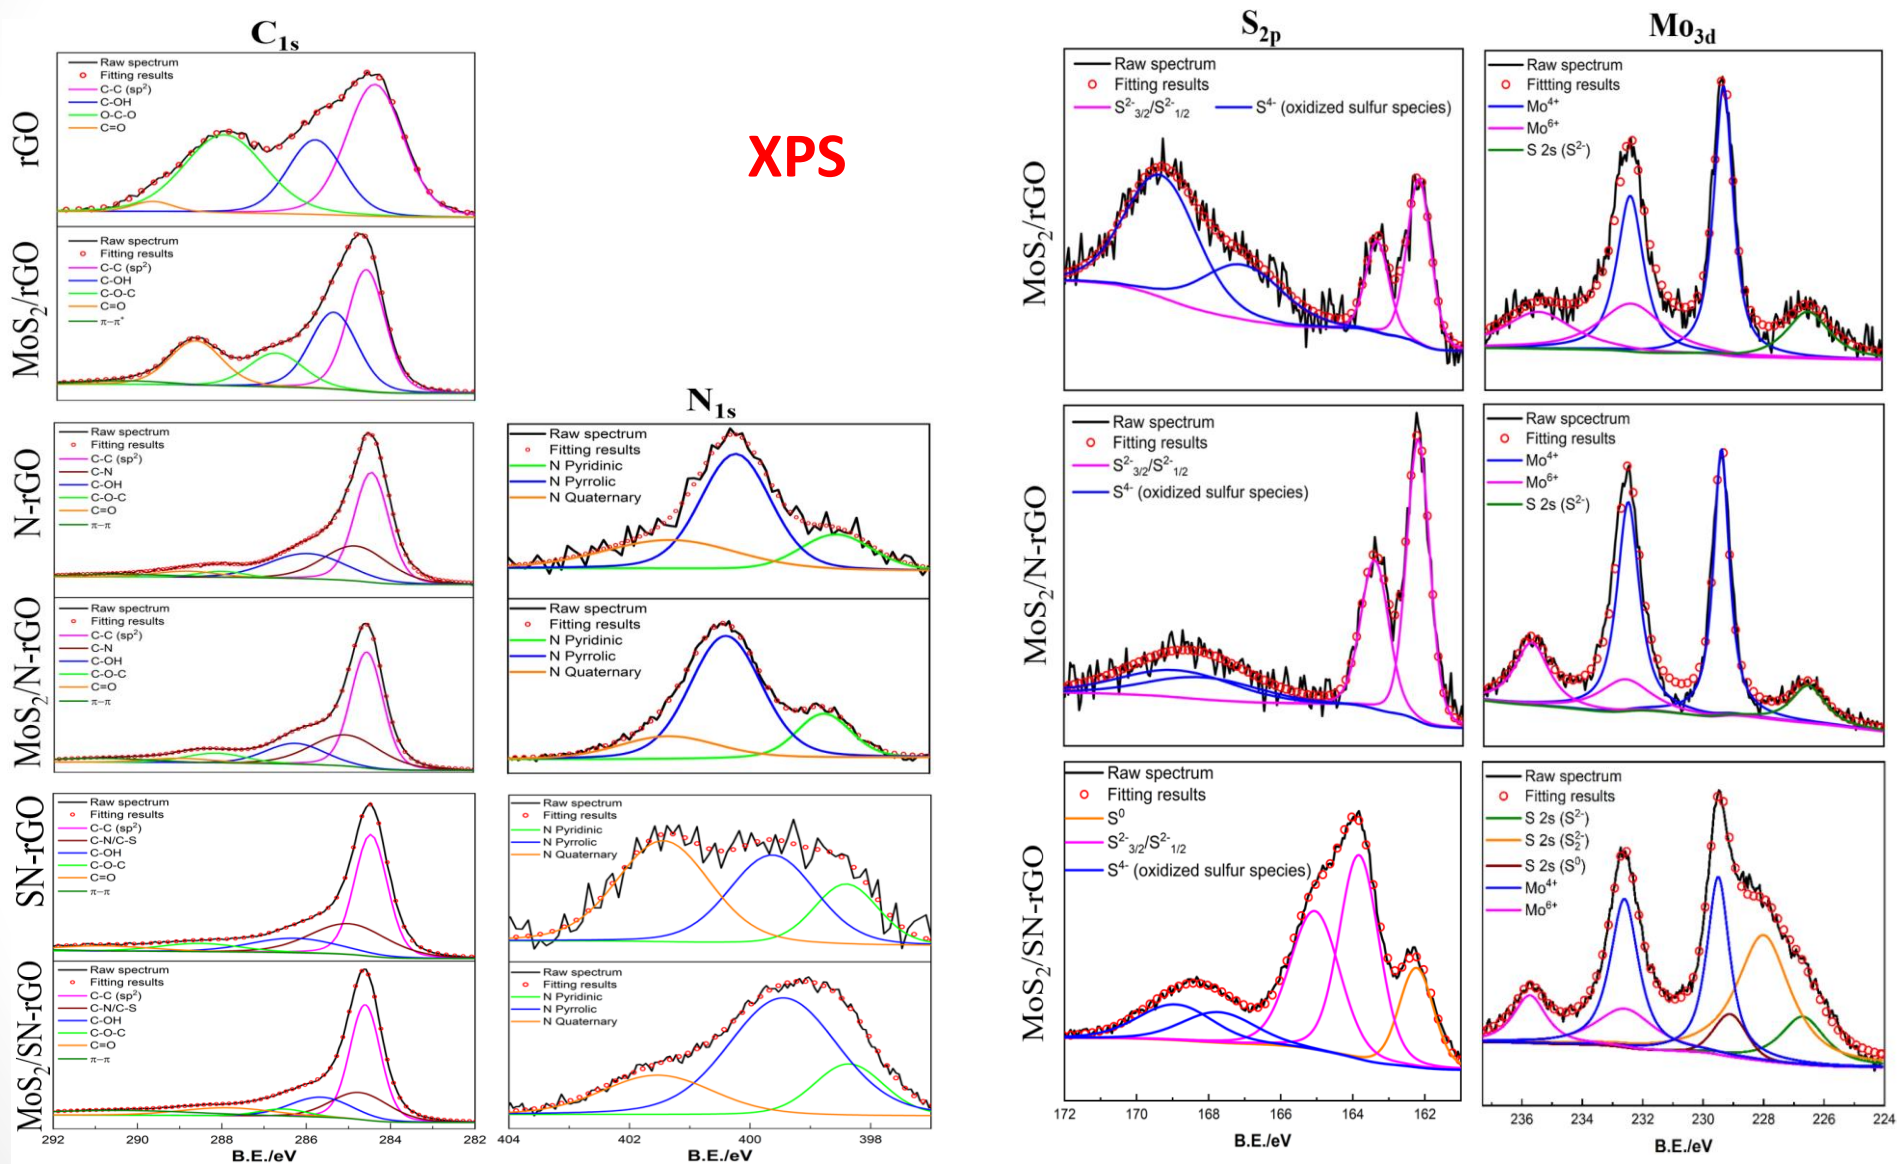 C1s
rGO
Raw spectrum
Fitting results
C-C (sp2)
C-OH
O-C-O
C=O
MoS2/rGO
Raw spectrum
Fitting results
C-C (sp2)
C-OH
C-O-C
C=O
π-π*
N-rGO
Raw spectrum
Fitting results
C-C (sp2)
C-N
C-OH
C-O-C
C=O
π-π
MoS2/N-rGO
Raw spectrum
Fitting results
C-C (sp2)
C-N
C-OH
C-O-C
C=O
π-π
SN-rGO
Raw spectrum
Fitting results
C-C (sp2)
C-N/C-S
C-OH
C-O-C
C=O
π-π
MoS2/SN-rGO
Raw spectrum
Fitting results
C-C (sp2)
C-N/C-S
C-OH
C-O-C
C=O
π-π
292 290 288 286 284 282
B.E./eV
XPS
N1s
Raw spectrum
Fitting results
N Pyridinic
N Pyrrolic
N Quaternary
Raw spectrum
Fitting results
N Pyridinic
N Pyrrolic
N Quaternary
Raw spectrum
Fitting results
N Pyridinic
N Pyrrolic
N Quaternary
Raw spectrum
Fitting results
N Pyridinic
N Pyrrolic
N Quaternary
404 402 400 398
B.E./eV
S2p
MoS2/rGO
Raw spectrum
Fitting results
S2-3/2/S2-1/2 S4- (oxidized sulfur species)
MoS2/N-rGO
Raw spectrum
Fitting results
S2-3/2/S2-1/2
S4- (oxidized sulfur species)
MoS2/SN-rGO
Raw spectrum
Fitting results
S0
S2-3/2/S2-1/2
S4- (oxidized sulfur species)
172 170 168 166 164 162
B.E./eV
Mo3d
Raw spectrum
Fittting results
Mo4+
Mo6+
S 2s (S2-)
Raw spcectrum
Fitting results
Mo4+
Mo6+
S 2s (S2-)
Raw spectrum
Fitting results
S 2s (S2-)
S 2s (S22-)
S 2s (S0)
Mo4+
Mo6+
236 234 232 230 228 226 224
B.E./eV